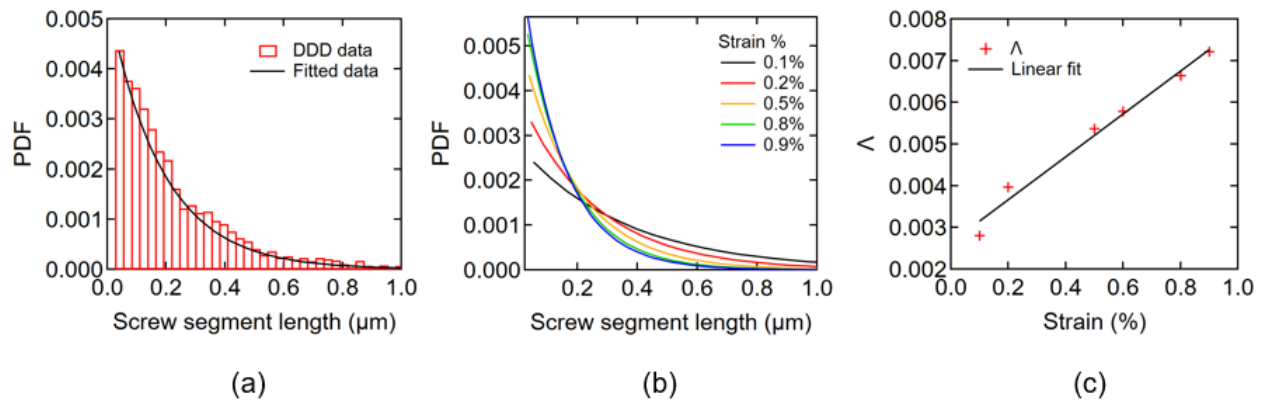 0.005
0.004
0.003
0.002
0.001
0.000
PDF
DDD data
Fitted data
0.0 0.2 0.4 0.6 0.8 1.0
Screw segment length (μm)
(a)
0.005
0.004
0.003
0.002
0.001
0.000
PDF
Strain %
0.1%
0.2%
0.5%
0.8%
0.9%
0.2 0.4 0.6 0.8 1.0
Screw segment length (μm)
(b)
0.008
0.007
0.006
0.005
0.004
0.003
0.002
Λ
Λ
Linear fit
0.0 0.2 0.4 0.6 0.8 1.0
Strain (%)
(c)